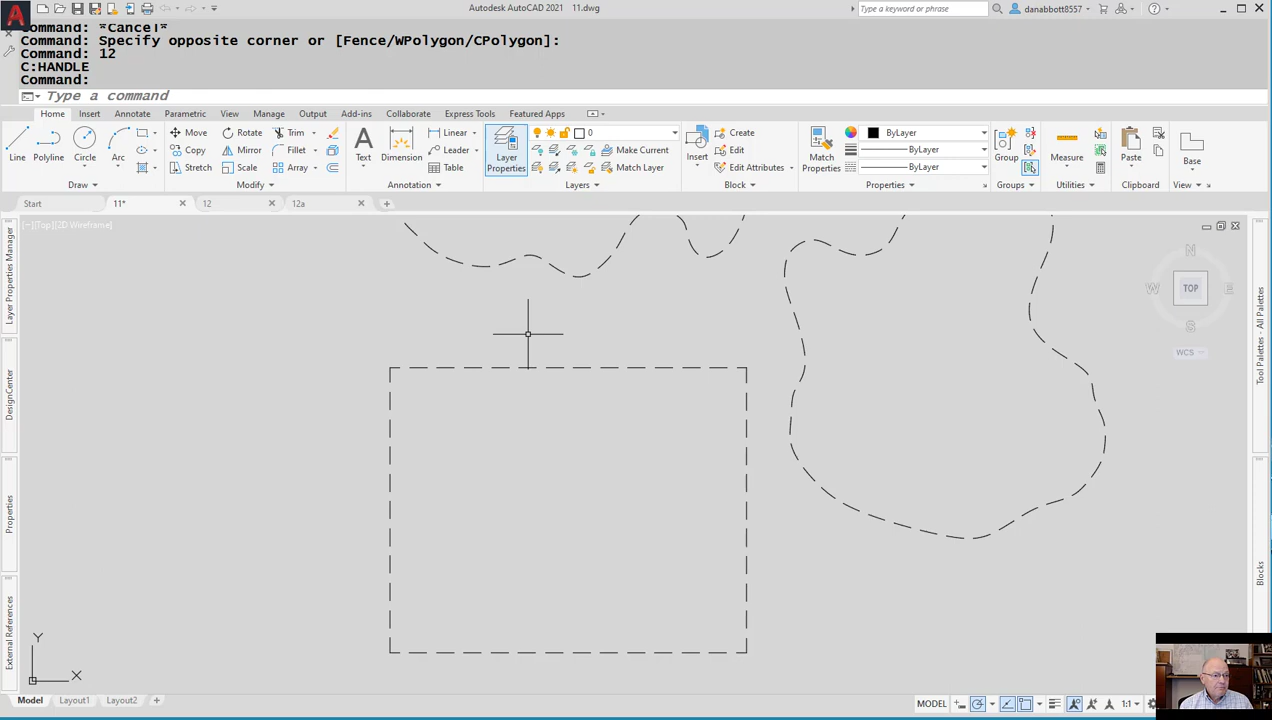 Autodesk AutoCAD 2021 11.dwg
Type a keyword or phrase
danabbott8557
Command: *Cancel*
Command: Specify opposite corner or [Fence/WPolygon/CPolygon]:
Command: 12
C:HANDLE
Command:
Type a command
Home Insert Annotate Parametric View Manage Output Add-ins Collaborate Express Tools Featured Apps
Line
Polyline
Circle
Arc
Draw
Move
Rotate
Trim
Copy
Mirror
Fillet
Stretch
Scale
Array
Modify
Text
Dimension
Linear
Leader
Table
Annotation
Layer
Properties
0
Make Current
Match Layer
Layers
Insert
Create
Edit
Edit Attributes
Block
Match
Properties
ByLayer
ByLayer
ByLayer
Properties
Group
Groups
Measure
Utilities
Paste
Clipboard
Base
View
Start
11*
12
12a
[−][Top][2D Wireframe]
Layer Properties Manager
DesignCenter
Properties
External References
N
W
TOP
E
S
WCS
Tool Palettes - All Palettes
Blocks
Y
X
Model Layout1 Layout2
MODEL
1:1